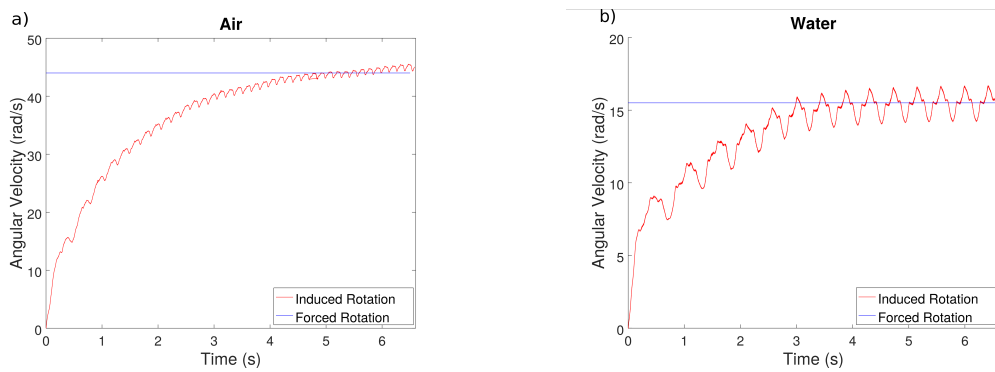 a)
Air
50
40
30
20
10
0
Angular Velocity (rad/s)
0 1 2 3 4 5 6
Time (s)
Induced Rotation
Forced Rotation
b)
Water
20
15
10
5
0
Angular Velocity (rad/s)
0 1 2 3 4 5 6
Time (s)
Induced Rotation
Forced Rotation